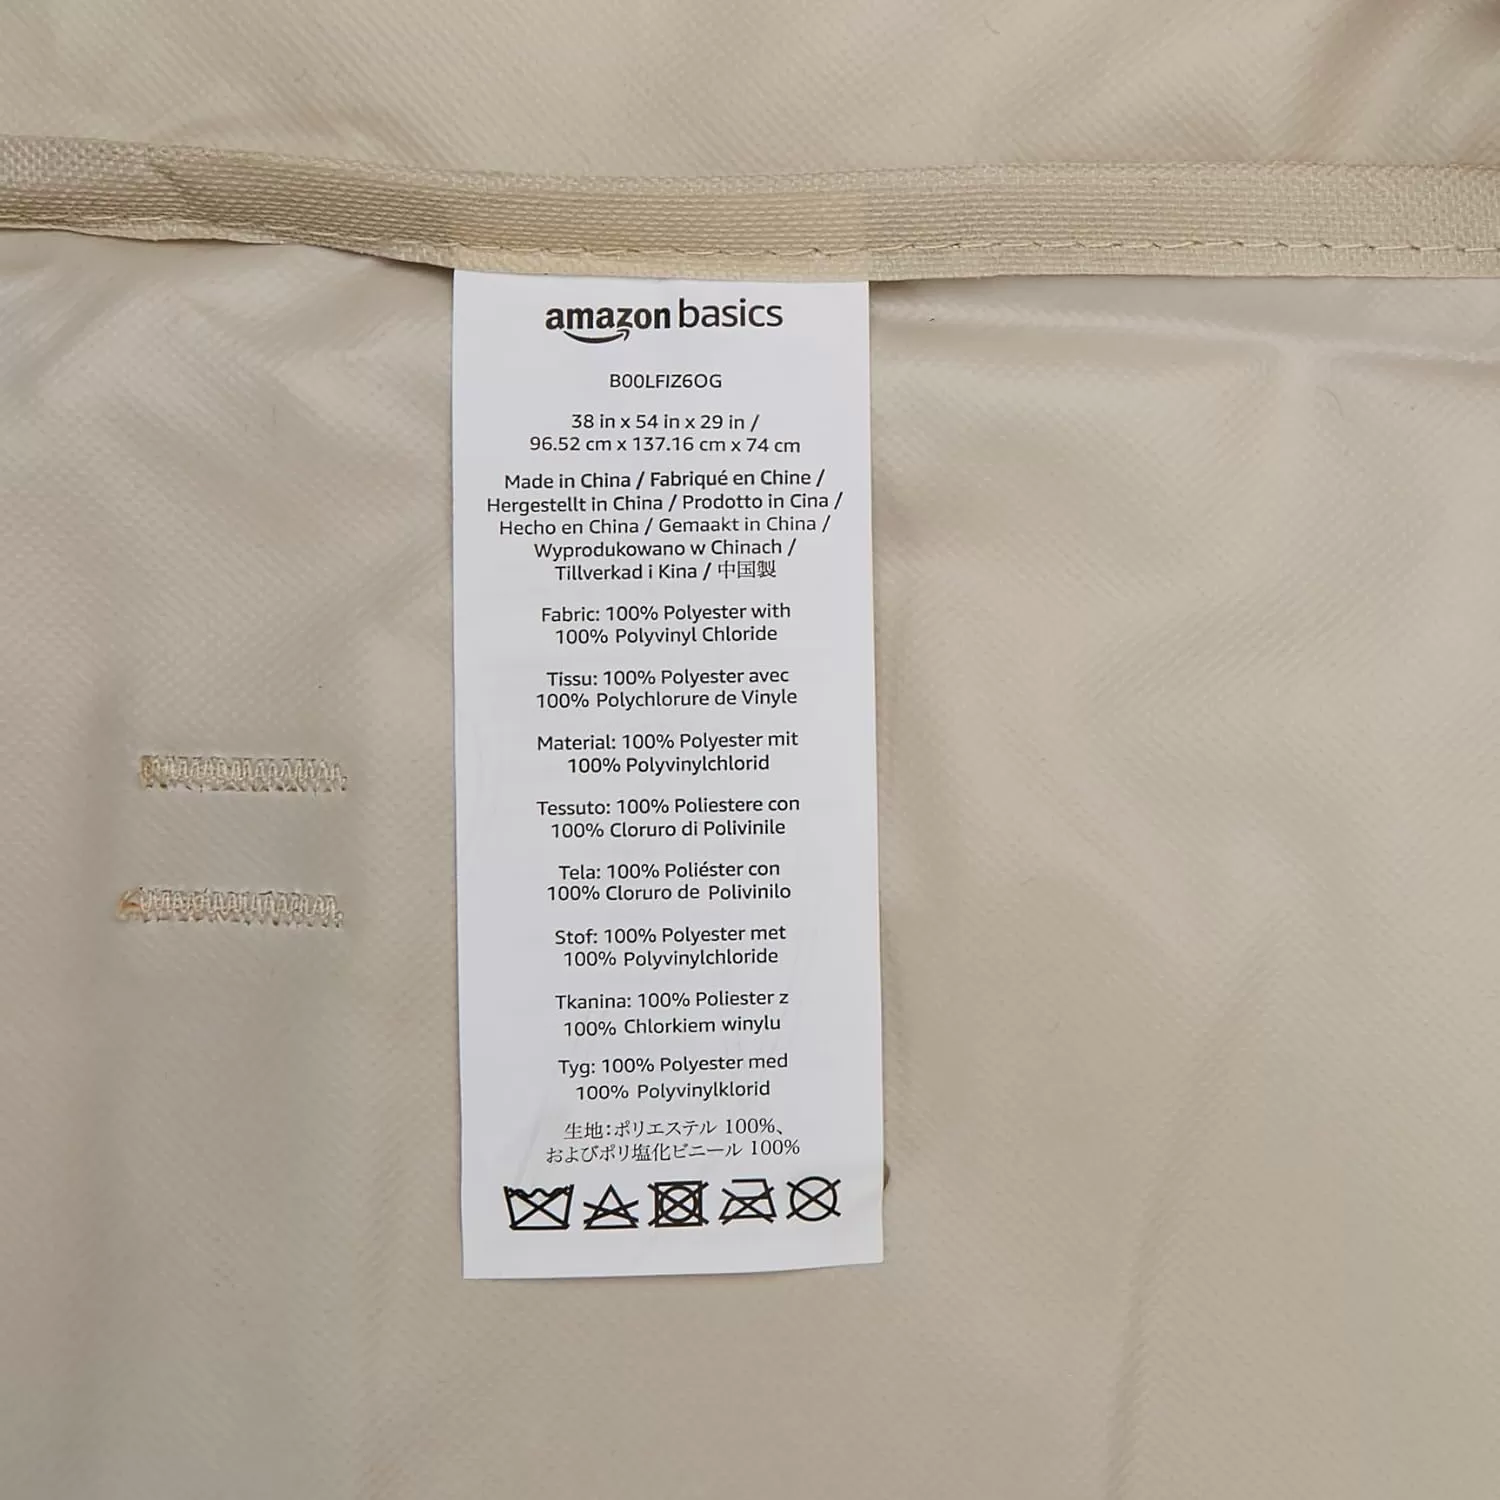 amazon basics
B00LFIZ6OG
38 in x 54 in x 29 in /
96.52 cm x 137.16 cm x 74 cm
Made in China / Fabriqué en Chine /
Hergestellt in China / Prodotto in Cina /
Hecho en China / Gemaakt in China /
Wyprodukowano w Chinach /
Tillverkad i Kina / 中国製
Fabric: 100% Polyester with
100% Polyvinyl Chloride
Tissu: 100% Polyester avec
100% Polychlorure de Vinyle
Material: 100% Polyester mit
100% Polyvinylchlorid
Tessuto: 100% Poliestere con
100% Cloruro di Polivinile
Tela: 100% Poliéster con
100% Cloruro de Polivinilo
Stof: 100% Polyester met
100% Polyvinylchloride
Tkanina: 100% Poliester z
100% Chlorkiem winylu
Tyg: 100% Polyester med
100% Polyvinylklorid
生地:ポリエステル 100%、
およびポリ塩化ビニール 100%